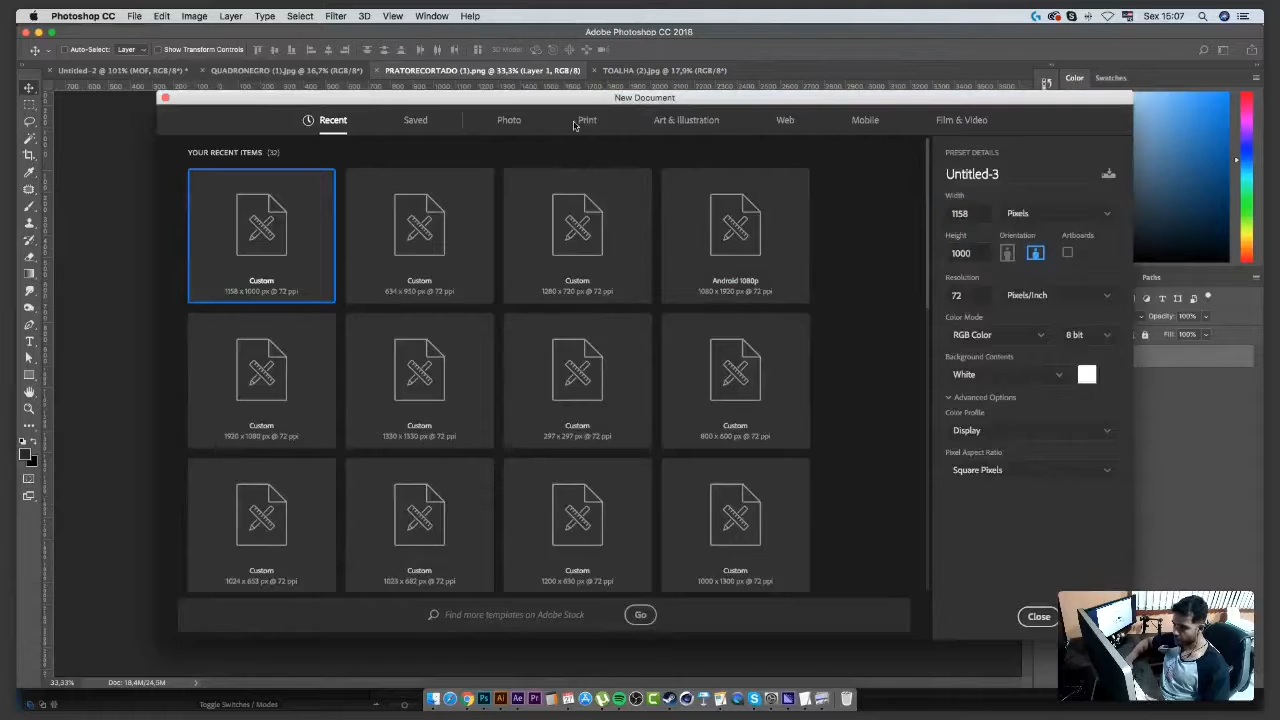 Photoshop CC File Edit Image Layer Type Select Filter 3D View Window Help Sex 15:07
Adobe Photoshop CC 2018
Auto-Select: Layer Show Transform Controls 3D Mode:
Untitled-2 @ 101% (MOF, RGB/8*) * QUADRONEGRO (1).jpg @ 16,7% (RGB/8*) PRATORECORTADO (1).png @ 33,3% (Layer 1, RGB/8) TOALHA (2).jpg @ 17,9% (RGB/8*)
Color Swatches
New Document
Recent Saved Photo Print Art & Illustration Web Mobile Film & Video
YOUR RECENT ITEMS (32)
Custom
1158 x 1000 px @ 72 ppi
Custom
634 x 950 px @ 72 ppi
Custom
1280 x 720 px @ 72 ppi
Android 1080p
1080 x 1920 px @ 72 ppi
Custom
1920 x 1080 px @ 72 ppi
Custom
1330 x 1330 px @ 72 ppi
Custom
297 x 297 px @ 72 ppi
Custom
800 x 600 px @ 72 ppi
Custom
1024 x 653 px @ 72 ppi
Custom
1023 x 682 px @ 72 ppi
Custom
1200 x 630 px @ 72 ppi
Custom
1000 x 1300 px @ 72 ppi
Find more templates on Adobe Stock Go
PRESET DETAILS
Untitled-3
Width
1158 Pixels
Height Orientation Artboards
1000
Resolution
72 Pixels/Inch
Color Mode
RGB Color 8 bit
Background Contents
White
Advanced Options
Color Profile
Display
Pixel Aspect Ratio
Square Pixels
Close
Paths
Opacity: 100%
Fill: 100%
33,33% Doc: 18,4M/24,5M
Toggle Switches / Modes